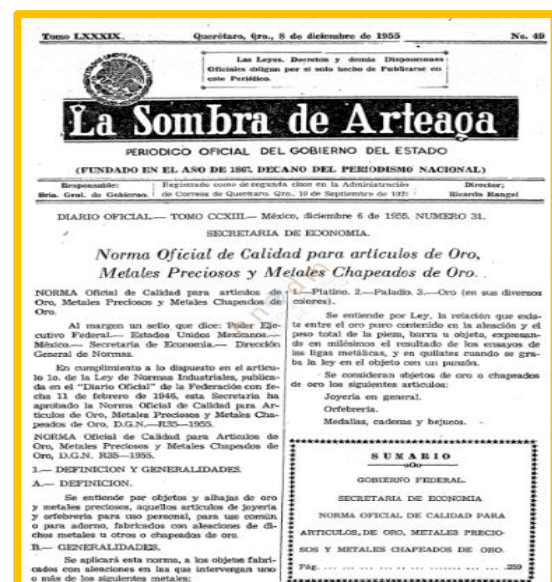 Tomo LXXXIX. Querétaro, Qro., 8 de diciembre de 1955 No. 49
Las Leyes, Decretos y demás Disposiciones
Oficiales obligan por el solo hecho de Publicarse en
este Periódico.
La Sombra de Arteaga
PERIODICO OFICIAL DEL GOBIERNO DEL ESTADO
(FUNDADO EN EL AÑO DE 1867. DECANO DEL PERIODISMO NACIONAL)
Responsable:
Sria. Gral. de Gobierno.
Registrado como de segunda clase en la Administración
de Correos de Querétaro. Qro., 10 de Septiembre de
Director:
Ricardo Rangel
DIARIO OFICIAL.— TOMO CCXIII.— México, diciembre 6 de 1955. NUMERO 31.
SECRETARIA DE ECONOMIA.
Norma Oficial de Calidad para artículos de Oro,
Metales Preciosos y Metales Chapeados de Oro.
NORMA Oficial de Calidad para artículos de
Oro, Metales Preciosos y Metales Chapeados de
Oro.
Al margen un sello que dice: Poder Eje-
cutivo Federal.— Estados Unidos Mexicanos.—
México.— Secretaría de Economía.— Dirección
General de Normas.
En cumplimiento a lo dispuesto en el artícu-
lo 1o. de la Ley de Normas Industriales, publica-
da en el "Diario Oficial" de la Federación con fe-
cha 11 de febrero de 1946, esta Secretaría ha
aprobado la Norma Oficial de Calidad para Ar-
tículos de Oro, Metales Preciosos y Metales Cha-
peados de Oro, D.G.N.—R35—1955.
NORMA Oficial de Calidad para Artículos de
Oro, Metales Preciosos y Metales Chapeados de
Oro, D.G.N. R35—1955.
1.— DEFINICION Y GENERALIDADES.
A.— DEFINICION.
Se entiende por objetos y alhajas de oro
y metales preciosos, aquellos artículos de joyería
y orfebrería para uso personal, para uso común
o para adorno, fabricados con aleaciones de di-
chos metales u otros o chapeados de oro.
B.— GENERALIDADES.
Se aplicará esta norma, a los objetos fabri-
cados con aleaciones en las que intervengan uno
o más de los siguientes metales:
1.—Platino. 2.—Paladio. 3.—Oro (en sus diversos
colores).
Se entiende por Ley, la relación que exis-
te entre el oro puro contenido en la aleación y el
peso total de la pieza, barra u objeto, expresan-
do en milésimos el resultado de los ensayos de
las ligas metálicas, y en quilates cuando se gra-
ba la ley en el objeto con un punzón.
Se consideran objetos de oro o chapeados
de oro los siguientes artículos:
Joyería en general.
Orfebrería.
Medallas, cadenas y bejucos.
SUMARIO
GOBIERNO FEDERAL.
SECRETARIA DE ECONOMIA
NORMA OFICIAL DE CALIDAD PARA
ARTICULOS, DE ORO, METALES PRECIO-
SOS Y METALES CHAPEADOS DE ORO.
Pág. ... 259